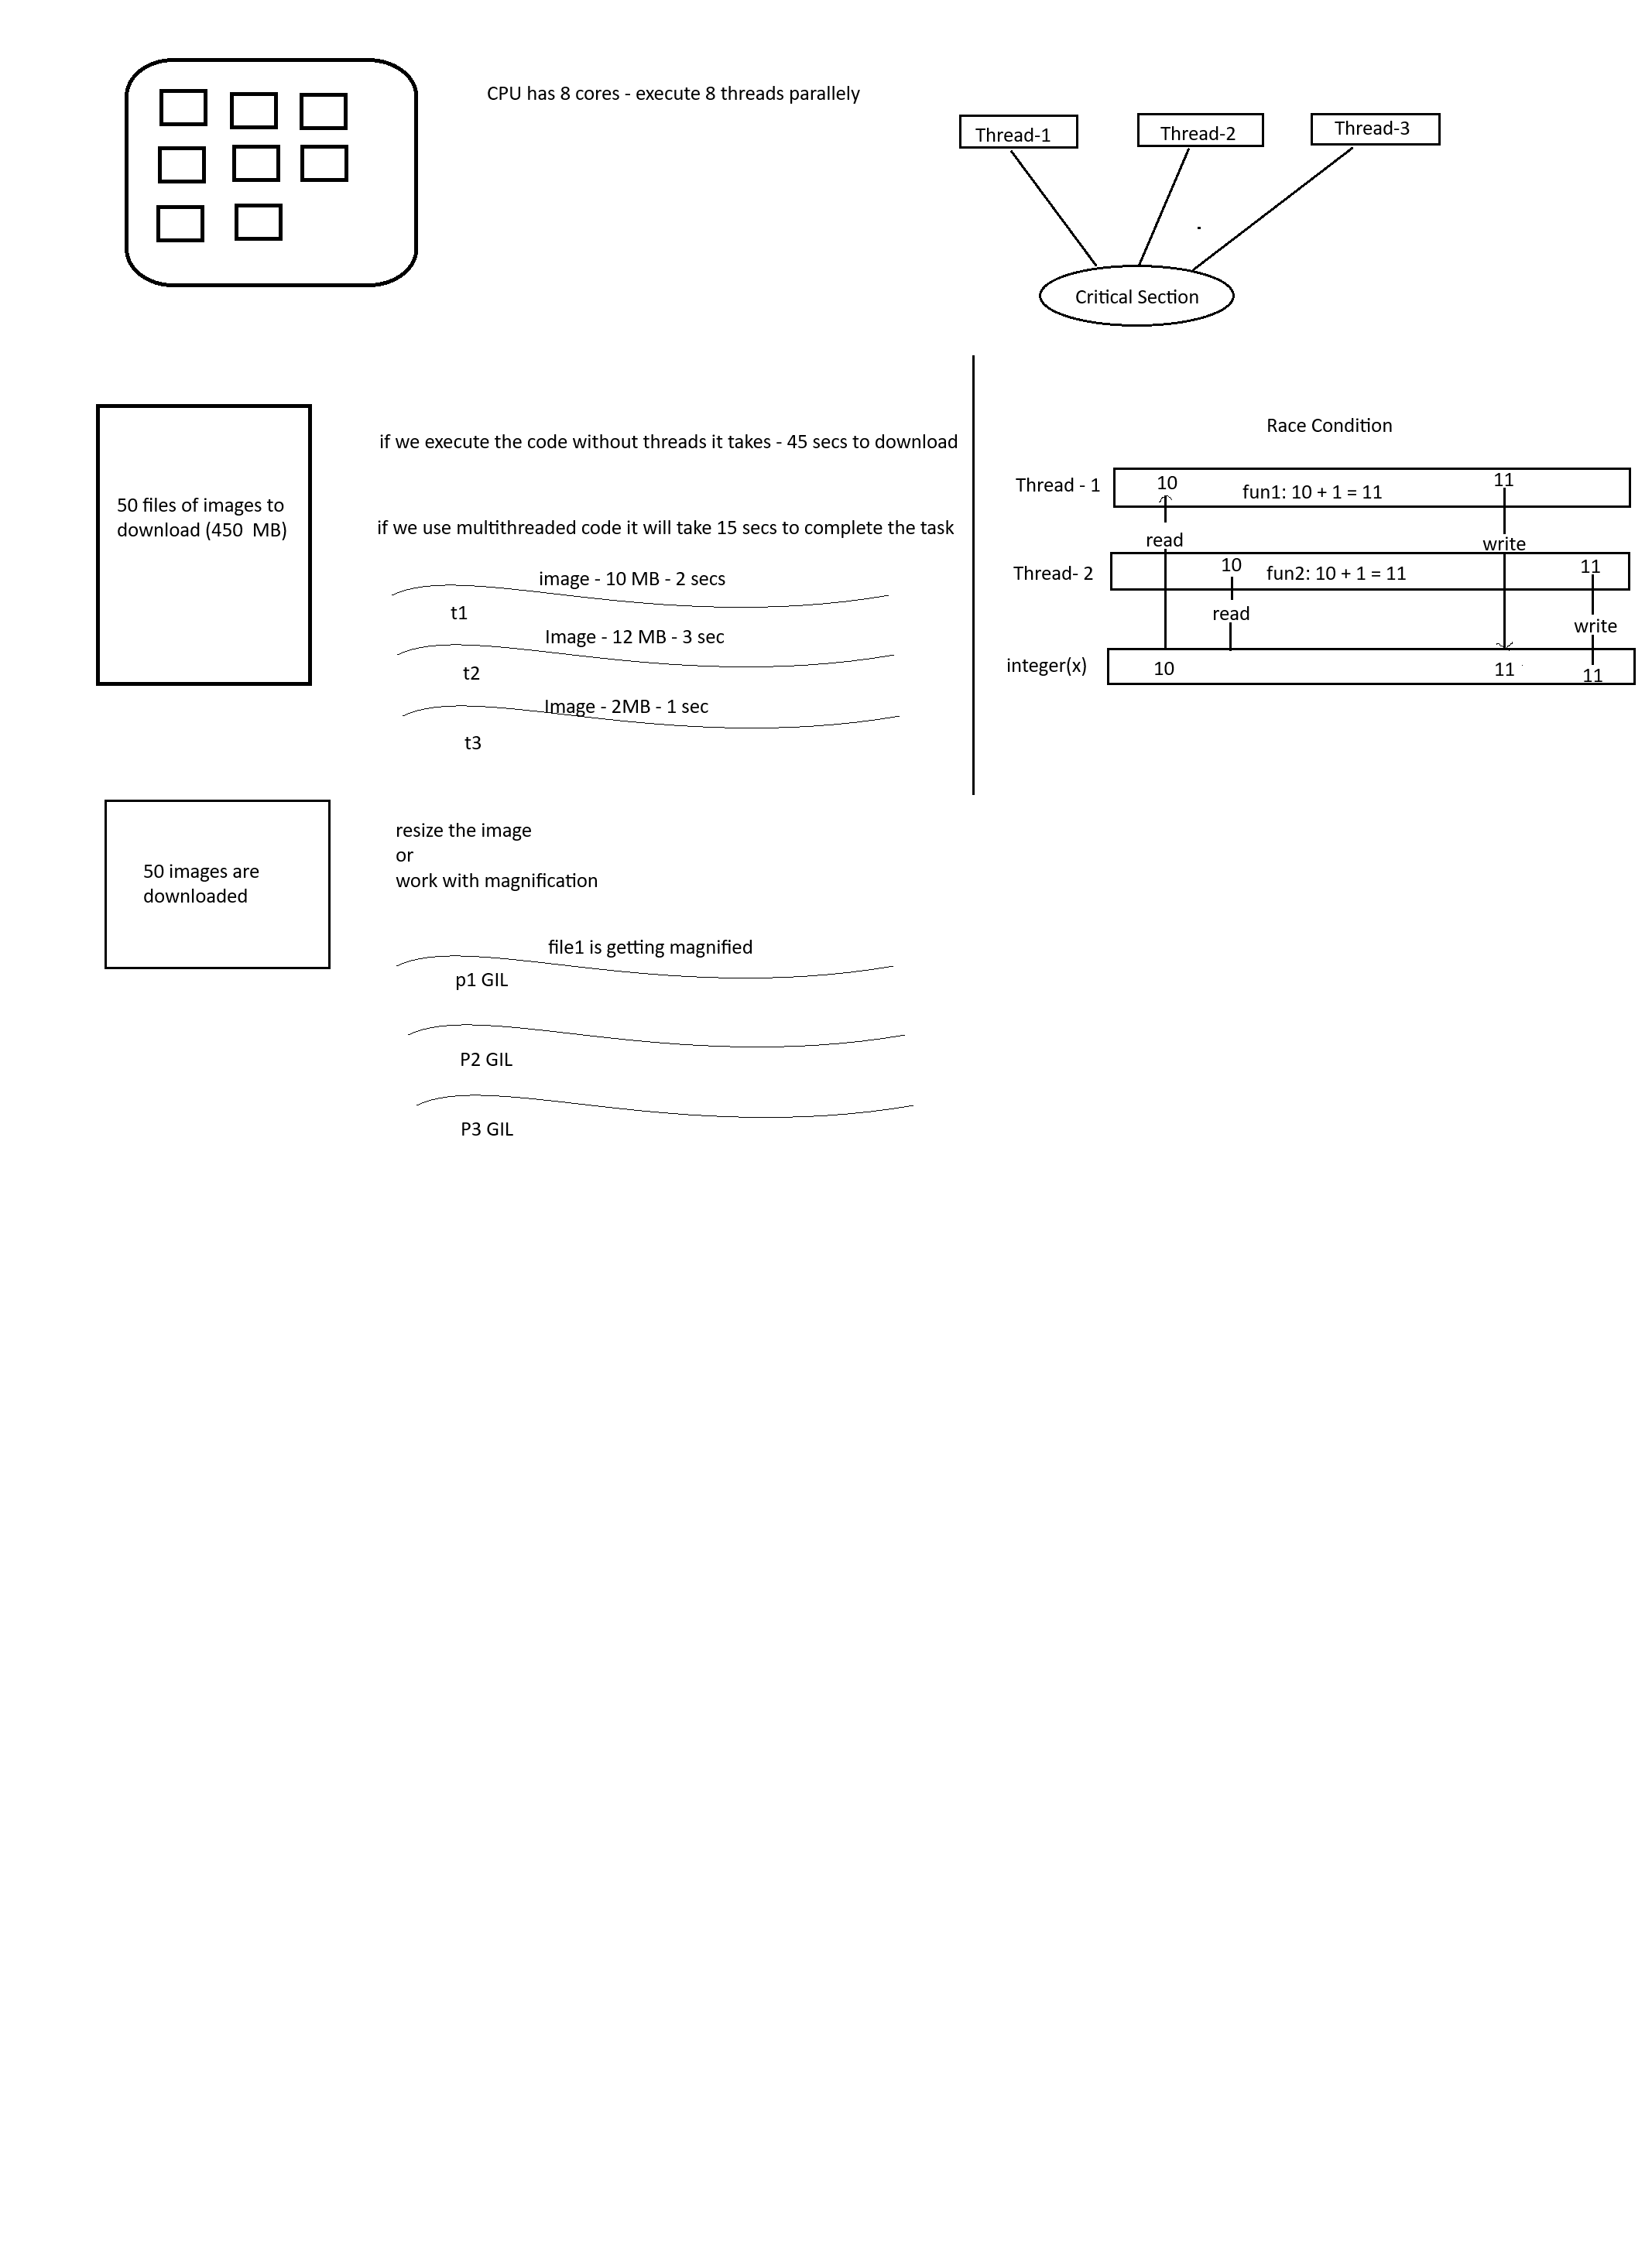 CPU has 8 cores - execute 8 threads parallely
Thread-1
Thread-2
Thread-3
Critical Section
50 files of images to
download (450  MB)
if we execute the code without threads it takes - 45 secs to download
if we use multithreaded code it will take 15 secs to complete the task
image - 10 MB - 2 secs
t1
Image - 12 MB - 3 sec
t2
Image - 2MB - 1 sec
t3
Race Condition
Thread - 1
10
fun1: 10 + 1 = 11
11
read
write
Thread- 2
10
fun2: 10 + 1 = 11
11
read
write
integer(x)
10
11
11
50 images are
downloaded
resize the image
or
work with magnification
file1 is getting magnified
p1 GIL
P2 GIL
P3 GIL